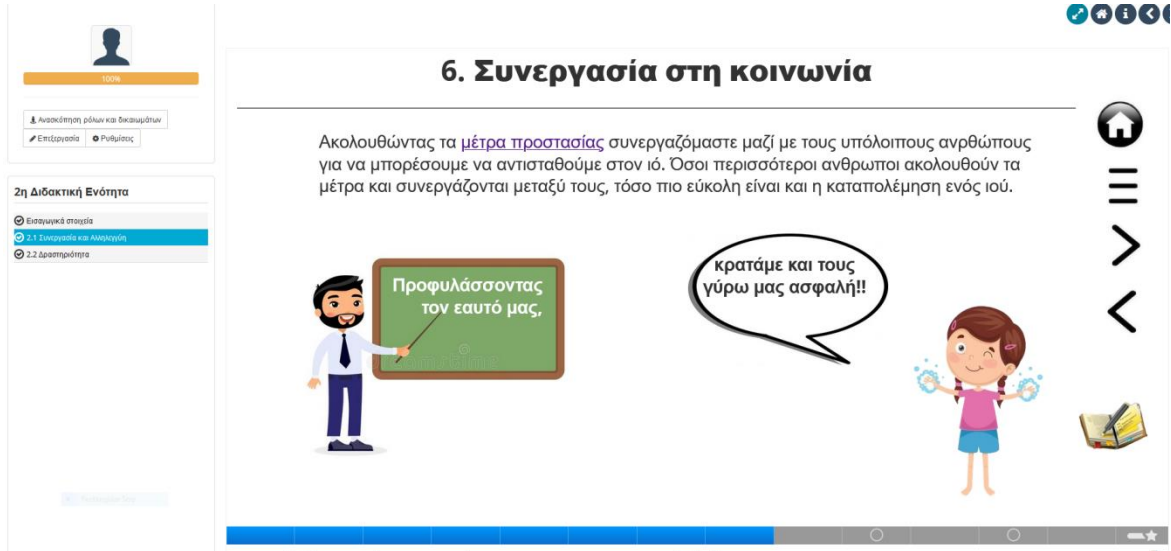 100%
Ανασκόπηση ρόλων και δικαιωμάτων
Επεξεργασία Ρυθμίσεις
2η Διδακτική Ενότητα
Εισαγωγικά στοιχεία
2.1 Συνεργασία και Αλληλεγγύη
2.2 Δραστηριότητα
6. Συνεργασία στη κοινωνία
Ακολουθώντας τα μέτρα προστασίας συνεργαζόμαστε μαζί με τους υπόλοιπους ανρθώπους
για να μπορέσουμε να αντισταθούμε στον ιό. Όσοι περισσότεροι ανθρωποι ακολουθούν τα
μέτρα και συνεργάζονται μεταξύ τους, τόσο πιο εύκολη είναι και η καταπολέμηση ενός ιού.
Προφυλάσσοντας
τον εαυτό μας,
κρατάμε και τους
γύρω μας ασφαλή!!